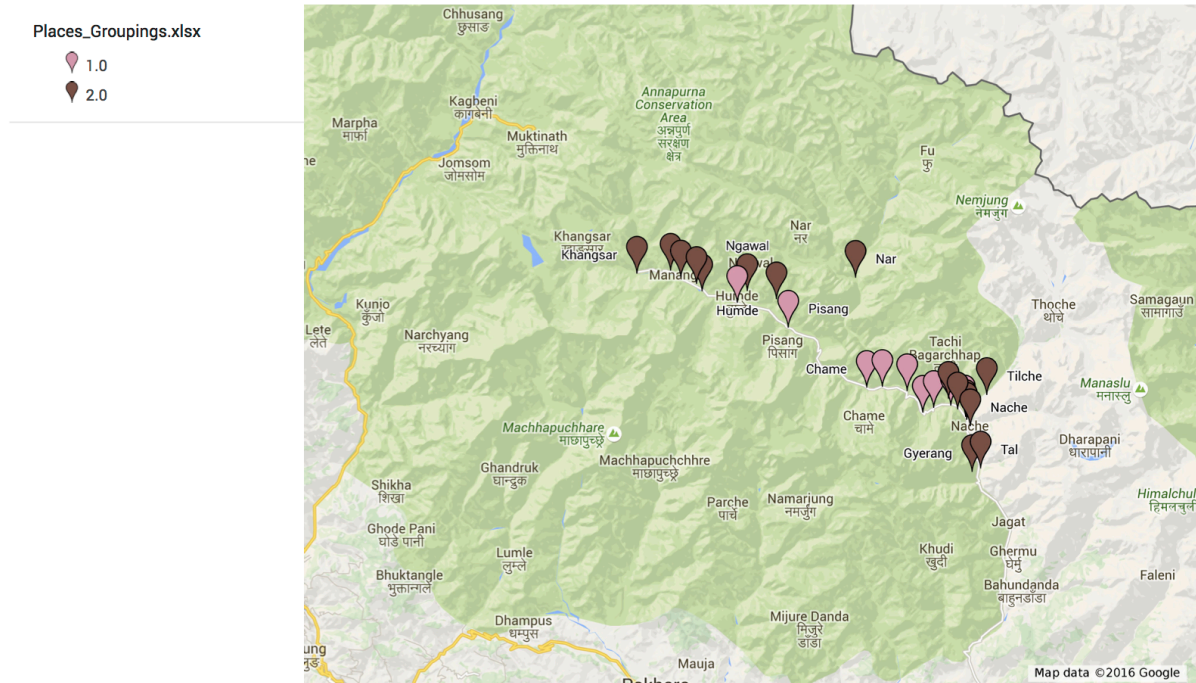 Places_Groupings.xlsx
1.0
2.0
Chhusang
छुसाङ
Annapurna
Conservation
Area
अन्नपुर्ण
संरक्षण
क्षेत्र
Kagbeni
कागबेनी
Marpha
मार्फा
Muktinath
मुक्तिनाथ
Jomsom
जोमसोम
Fu
फु
Nemjung
नेमजुंग
Nar
नर
Khangsar
Khangsar
Ngawal
Nar
Manang
Humde
Humde
Pisang
Pisang
पिसांग
Kunjo
कुँजो
Lete
लेते
Narchyang
नरच्यांग
Thoche
थोचे
Samagaun
सामागाउँ
Tachi
Bagarchhap
Chame
Tilche
Manaslu
मनास्लु
Chame
चामे
Nache
Nache
Machhapuchhare
माछापुच्छ्रे
Gyerang
Tal
Dharapani
धारापानी
Ghandruk
घान्द्रुक
Machhapuchchhre
माछापुच्छ्रे
Shikha
शिखा
Parche
पार्चे
Namarjung
नमर्जुंग
Himalchul
हिमलचुली
Jagat
Ghode Pani
घोडे पानी
Lumle
लुम्ले
Khudi
खुदी
Ghermu
घेर्मु
Bhuktangle
भुक्तान्गले
Bahundanda
बाहुनडाँडा
Faleni
Dhampus
धम्पुस
Mijure Danda
मिजुरे
डाँडा
Mauja
Map data ©2016 Google